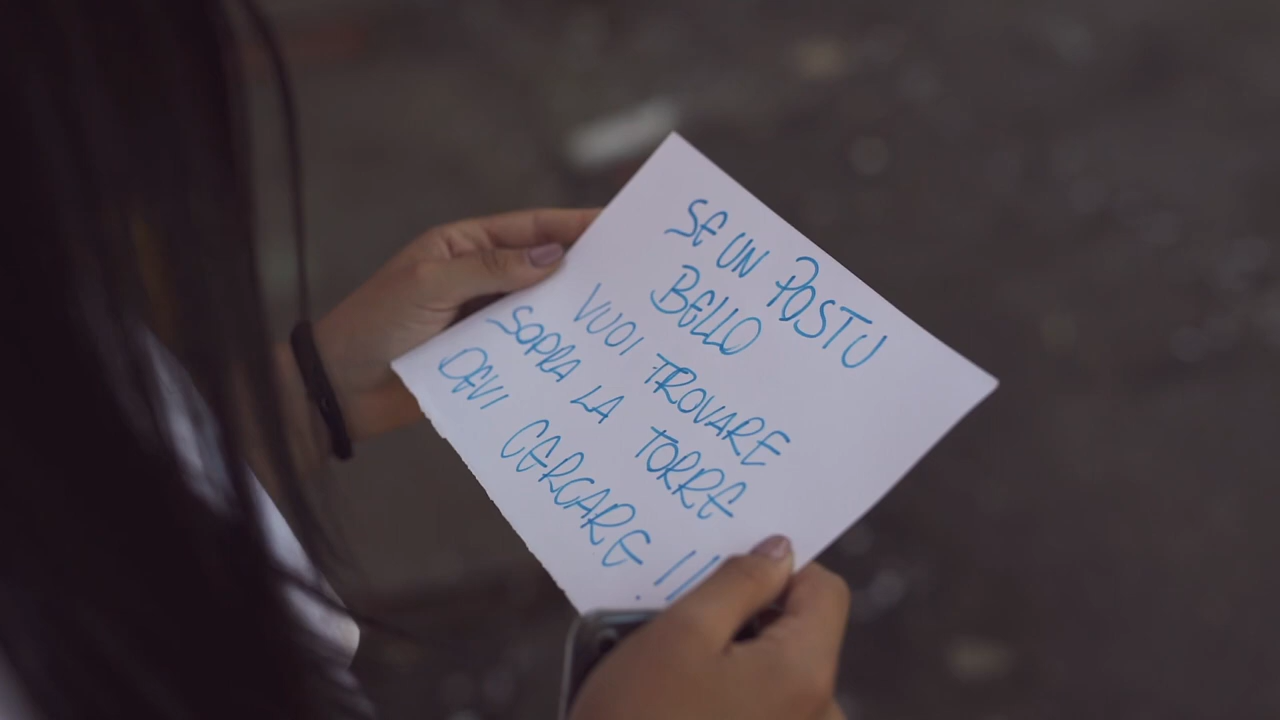 SE UN POSTU
BELLO
VUOI TROVARE
SOPRA LA TORRE
DEVI CERCARE !!